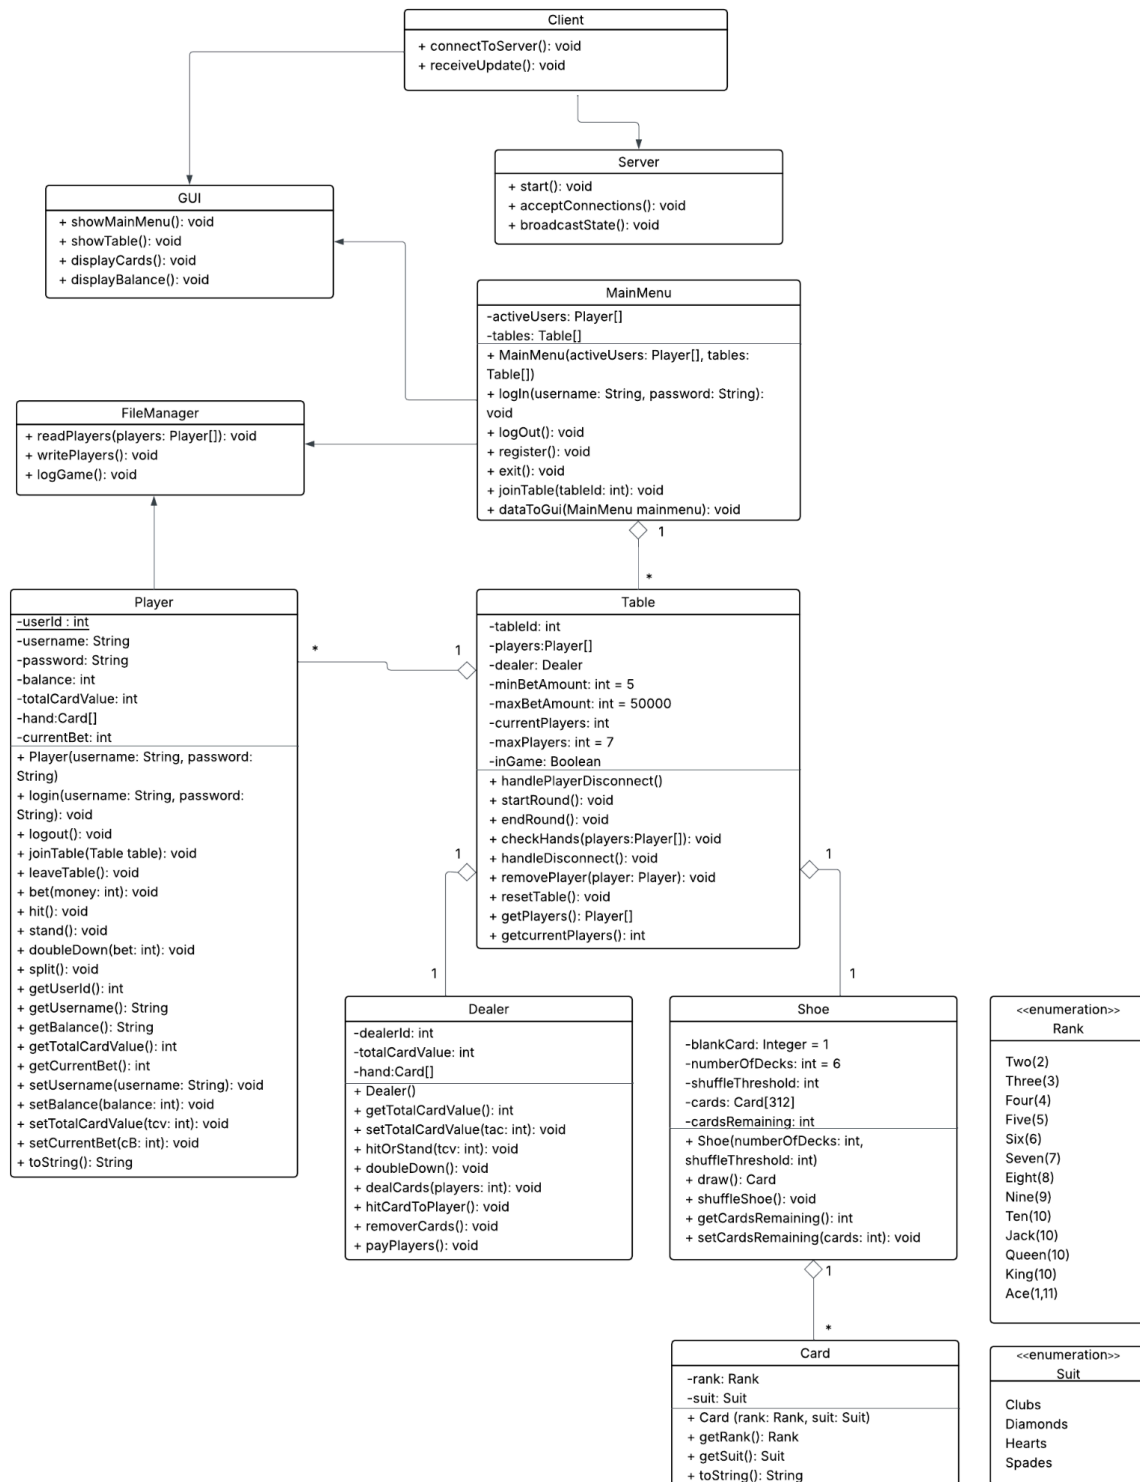 Client
+ connectToServer(): void
+ receiveUpdate(): void
Server
+ start(): void
+ acceptConnections(): void
+ broadcastState(): void
GUI
+ showMainMenu(): void
+ showTable(): void
+ displayCards(): void
+ displayBalance(): void
MainMenu
-activeUsers: Player[]
-tables: Table[]
+ MainMenu(activeUsers: Player[], tables:
Table[])
+ logIn(username: String, password: String):
void
+ logOut(): void
+ register(): void
+ exit(): void
+ joinTable(tableId: int): void
+ dataToGui(MainMenu mainmenu): void
FileManager
+ readPlayers(players: Player[]): void
+ writePlayers(): void
+ logGame(): void
1
*
Player
-userId : int
-username: String
-password: String
-balance: int
-totalCardValue: int
-hand:Card[]
-currentBet: int
+ Player(username: String, password:
String)
+ login(username: String, password:
String): void
+ logout(): void
+ joinTable(Table table): void
+ leaveTable(): void
+ bet(money: int): void
+ hit(): void
+ stand(): void
+ doubleDown(bet: int): void
+ split(): void
+ getUserId(): int
+ getUsername(): String
+ getBalance(): String
+ getTotalCardValue(): int
+ getCurrentBet(): int
+ setUsername(username: String): void
+ setBalance(balance: int): void
+ setTotalCardValue(tcv: int): void
+ setCurrentBet(cB: int): void
+ toString(): String
*
1
Table
-tableId: int
-players:Player[]
-dealer: Dealer
-minBetAmount: int = 5
-maxBetAmount: int = 50000
-currentPlayers: int
-maxPlayers: int = 7
-inGame: Boolean
+ handlePlayerDisconnect()
+ startRound(): void
+ endRound(): void
+ checkHands(players:Player[]): void
+ handleDisconnect(): void
+ removePlayer(player: Player): void
+ resetTable(): void
+ getPlayers(): Player[]
+ getcurrentPlayers(): int
1
1
1
1
Dealer
-dealerId: int
-totalCardValue: int
-hand:Card[]
+ Dealer()
+ getTotalCardValue(): int
+ setTotalCardValue(tac: int): void
+ hitOrStand(tcv: int): void
+ doubleDown(): void
+ dealCards(players: int): void
+ hitCardToPlayer(): void
+ removerCards(): void
+ payPlayers(): void
Shoe
-blankCard: Integer = 1
-numberOfDecks: int = 6
-shuffleThreshold: int
-cards: Card[312]
-cardsRemaining: int
+ Shoe(numberOfDecks: int,
shuffleThreshold: int)
+ draw(): Card
+ shuffleShoe(): void
+ getCardsRemaining(): int
+ setCardsRemaining(cards: int): void
<<enumeration>>
Rank
Two(2)
Three(3)
Four(4)
Five(5)
Six(6)
Seven(7)
Eight(8)
Nine(9)
Ten(10)
Jack(10)
Queen(10)
King(10)
Ace(1,11)
1
*
Card
-rank: Rank
-suit: Suit
+ Card (rank: Rank, suit: Suit)
+ getRank(): Rank
+ getSuit(): Suit
+ toString(): String
<<enumeration>>
Suit
Clubs
Diamonds
Hearts
Spades